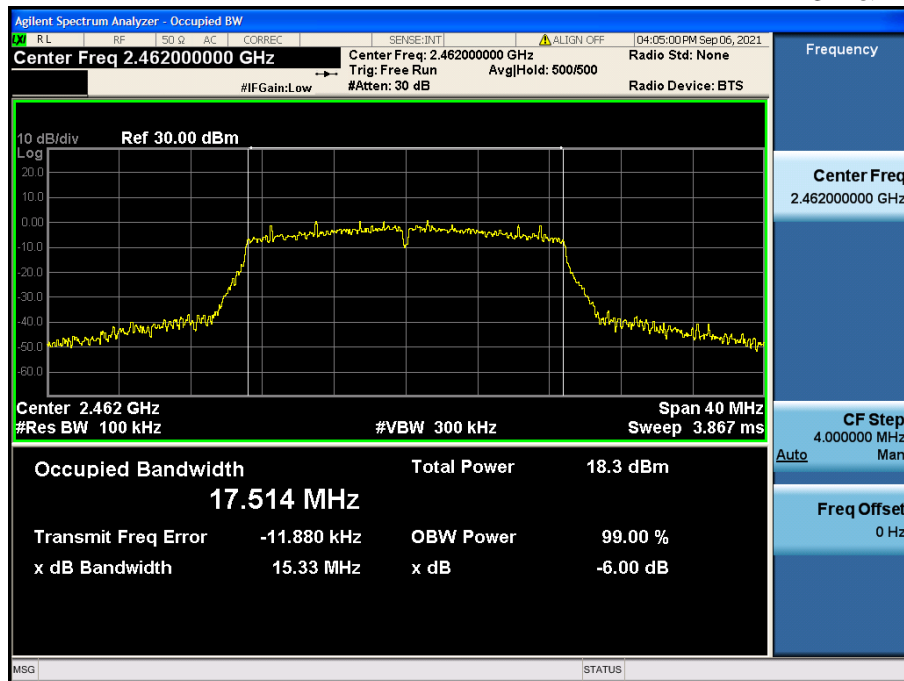 Agilent Spectrum Analyzer - Occupied BW
LXI RL RF 50 Ω AC CORREC SENSE:INT ALIGN OFF 04:05:00 PM Sep 06, 2021
Center Freq 2.462000000 GHz
Center Freq: 2.462000000 GHz Radio Std: None
Trig: Free Run Avg|Hold: 500/500
#IFGain:Low #Atten: 30 dB Radio Device: BTS
10 dB/div Ref 30.00 dBm
Log
20.0
10.0
0.00
-10.0
-20.0
-30.0
-40.0
-50.0
-60.0
Center 2.462 GHz Span 40 MHz
#Res BW 100 kHz #VBW 300 kHz Sweep 3.867 ms
Occupied Bandwidth Total Power 18.3 dBm
17.514 MHz
Transmit Freq Error -11.880 kHz OBW Power 99.00 %
x dB Bandwidth 15.33 MHz x dB -6.00 dB
MSG STATUS
Frequency
Center Freq
2.462000000 GHz
CF Step
4.000000 MHz
Auto Man
Freq Offset
0 Hz